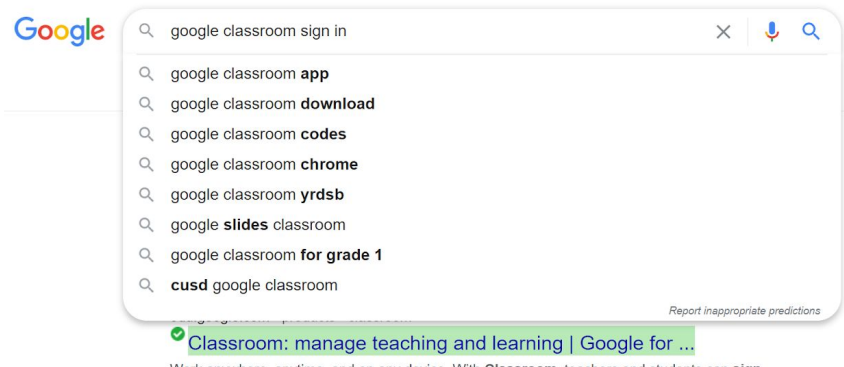 Google google classroom sign in
google classroom app
google classroom download
google classroom codes
google classroom chrome
google classroom yrdsb
google slides classroom
google classroom for grade 1
cusd google classroom
Report inappropriate predictions
Classroom: manage teaching and learning | Google for ...